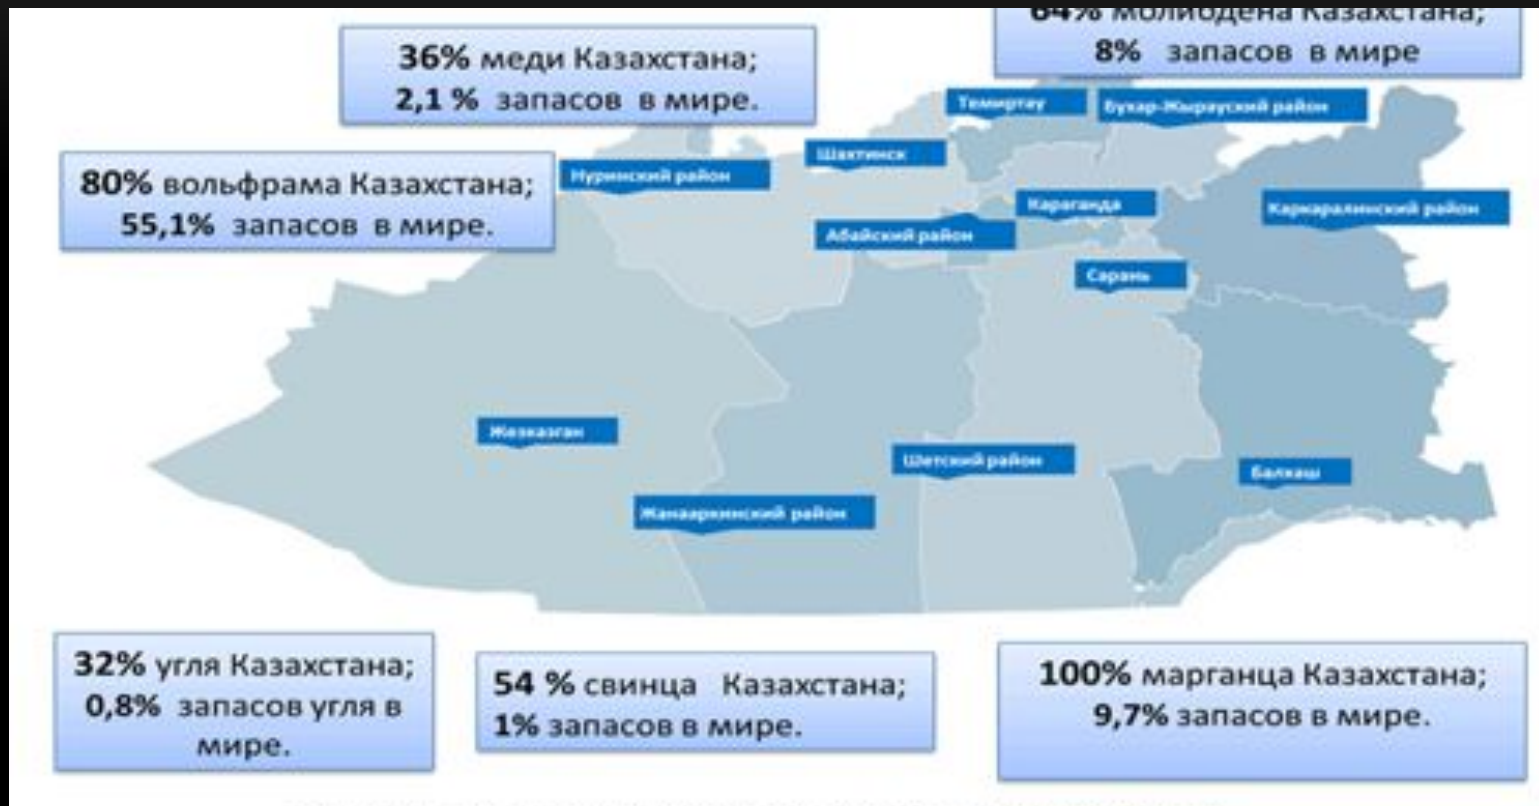 64% молибдена Казахстана;
8% запасов в мире
36% меди Казахстана;
2,1 % запасов в мире.
Темиртау
Бухар-Жырауский район
Шахтинск
80% вольфрама Казахстана;
55,1% запасов в мире.
Нуринский район
Караганда
Каркаралинский район
Абайский район
Сарань
Жезказган
Шетский район
Балхаш
Жанааркинский район
32% угля Казахстана;
0,8% запасов угля в
мире.
54 % свинца Казахстана;
1% запасов в мире.
100% марганца Казахстана;
9,7% запасов в мире.